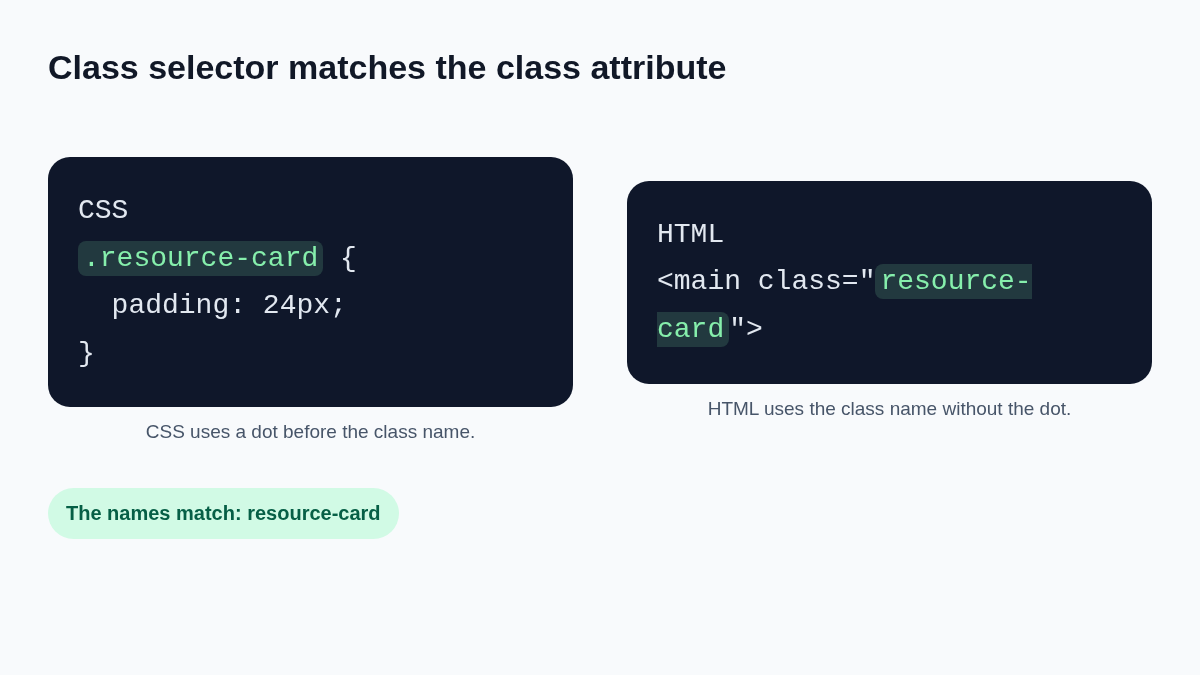 Class selector matches the class attribute
CSS
.resource-card {
  padding: 24px;
}
CSS uses a dot before the class name.
HTML
<main class="resource-
card">
HTML uses the class name without the dot.
The names match: resource-card